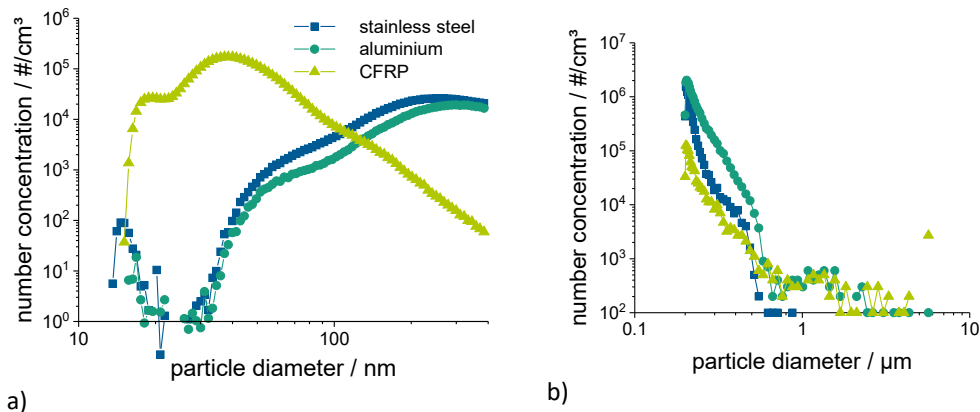 10⁶
10⁵
10⁴
10³
10²
10¹
10⁰
number concentration / #/cm³
10
100
particle diameter / nm
stainless steel
aluminium
CFRP
a)
10⁷
10⁶
10⁵
10⁴
10³
10²
number concentration / #/cm³
0.1
1
10
particle diameter / µm
b)